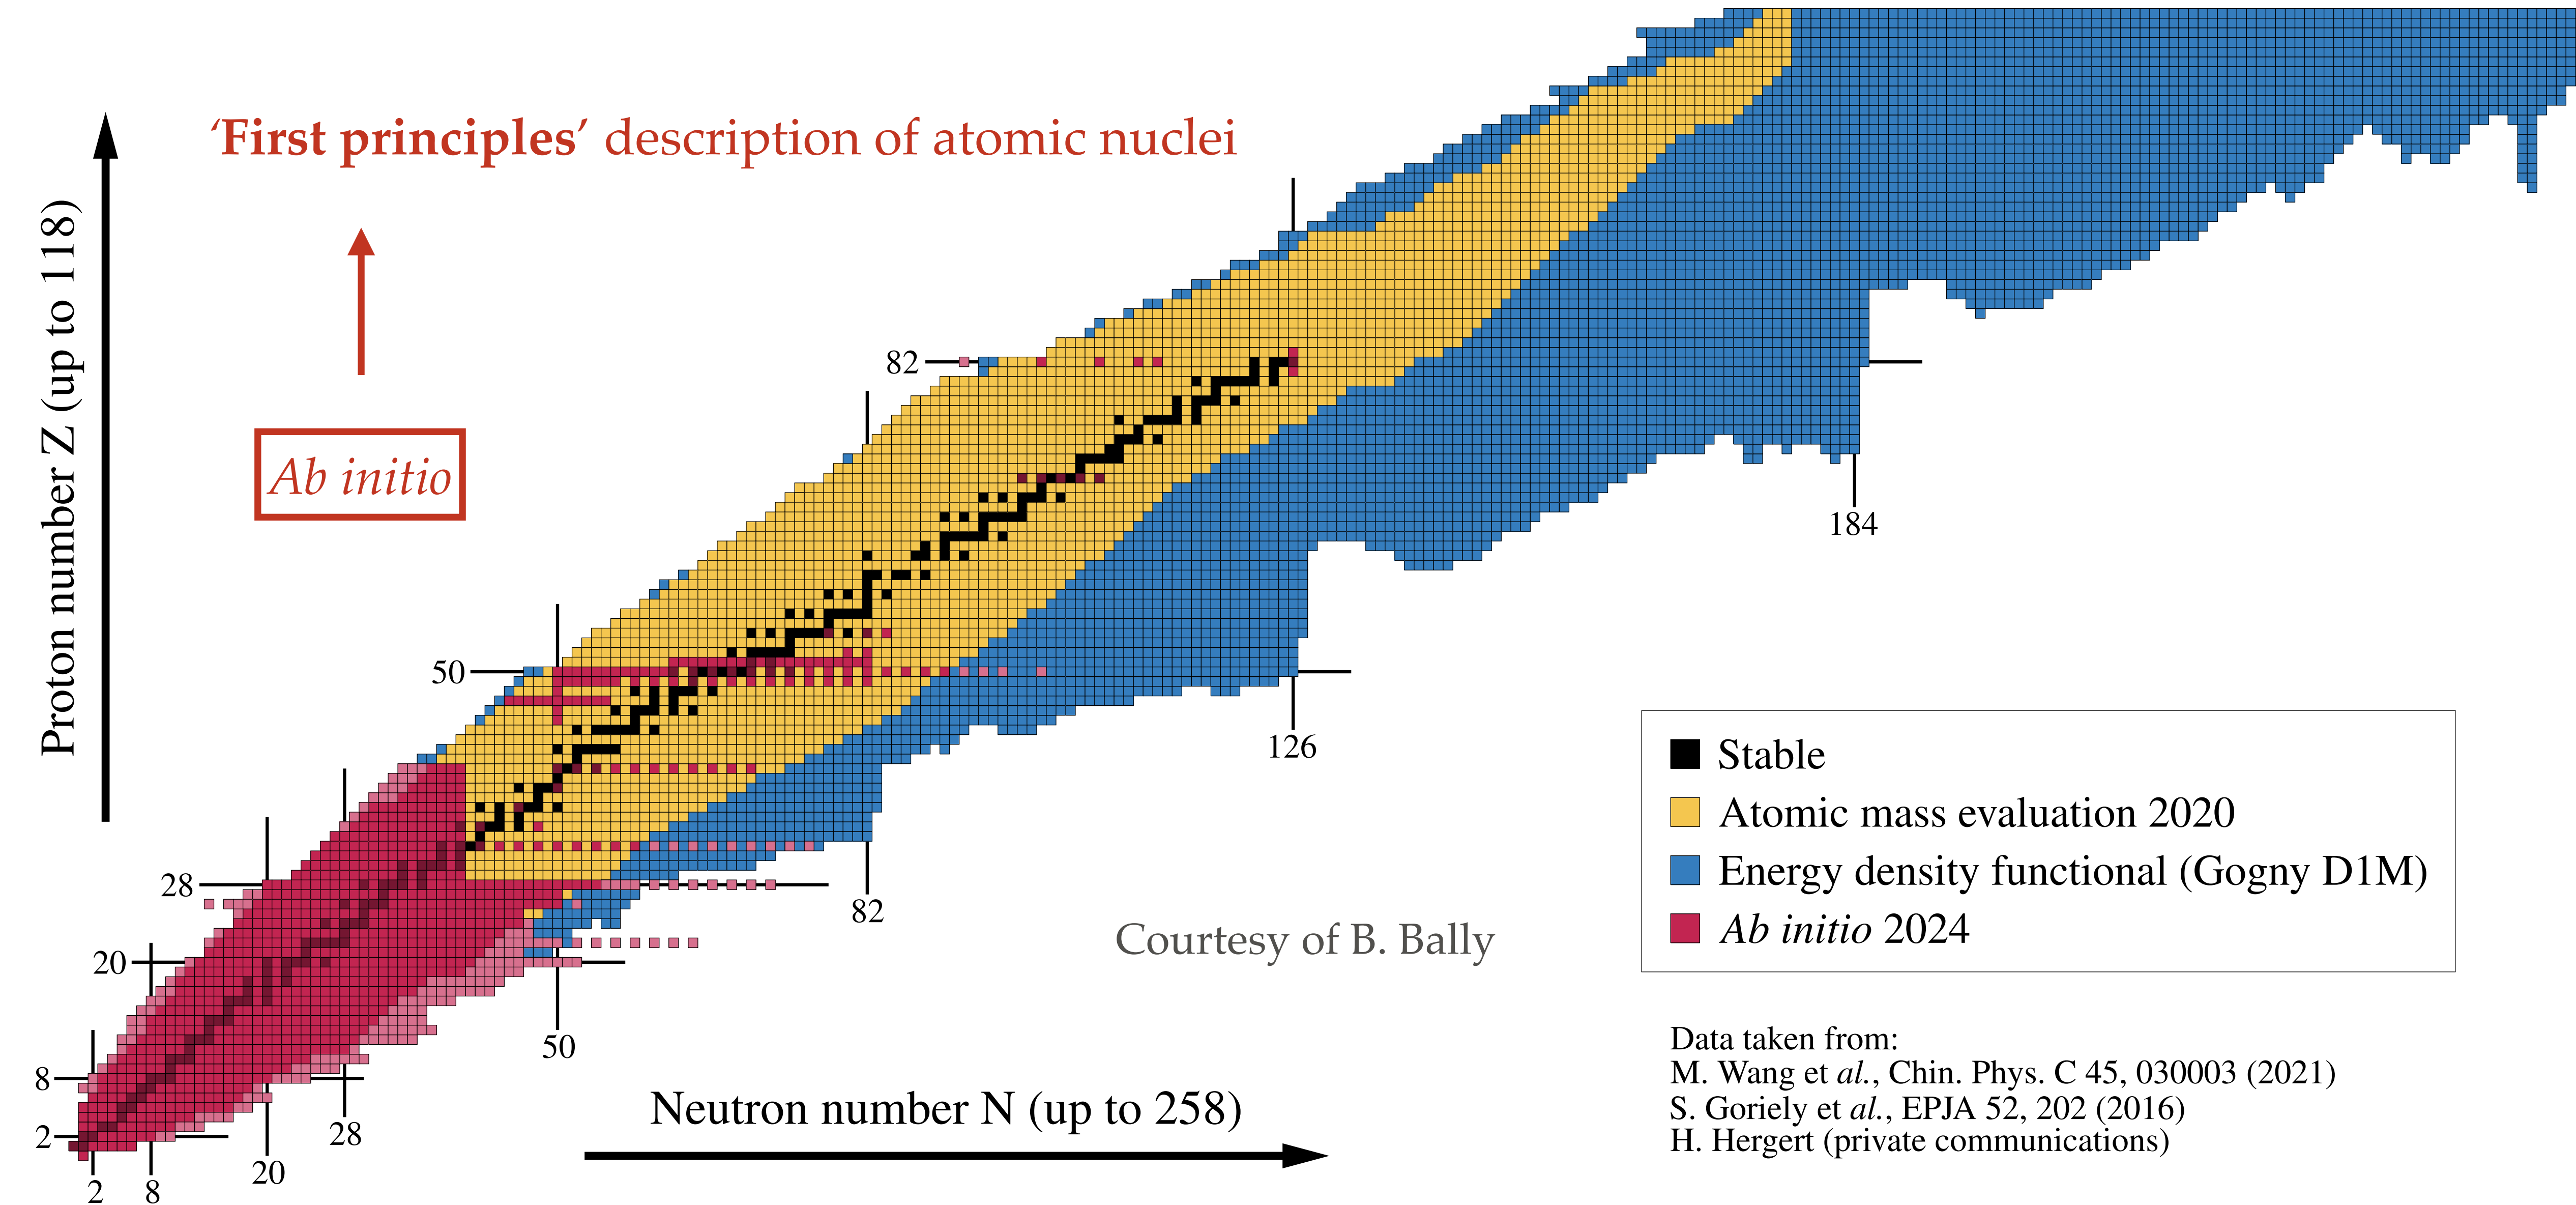 ‘First principles’ description of atomic nuclei
Ab initio
Proton number Z (up to 118)
82
50
28
20
8
2
2
8
20
28
50
82
126
184
Neutron number N (up to 258)
Courtesy of B. Bally
Stable
Atomic mass evaluation 2020
Energy density functional (Gogny D1M)
Ab initio 2024
Data taken from:
M. Wang et al., Chin. Phys. C 45, 030003 (2021)
S. Goriely et al., EPJA 52, 202 (2016)
H. Hergert (private communications)